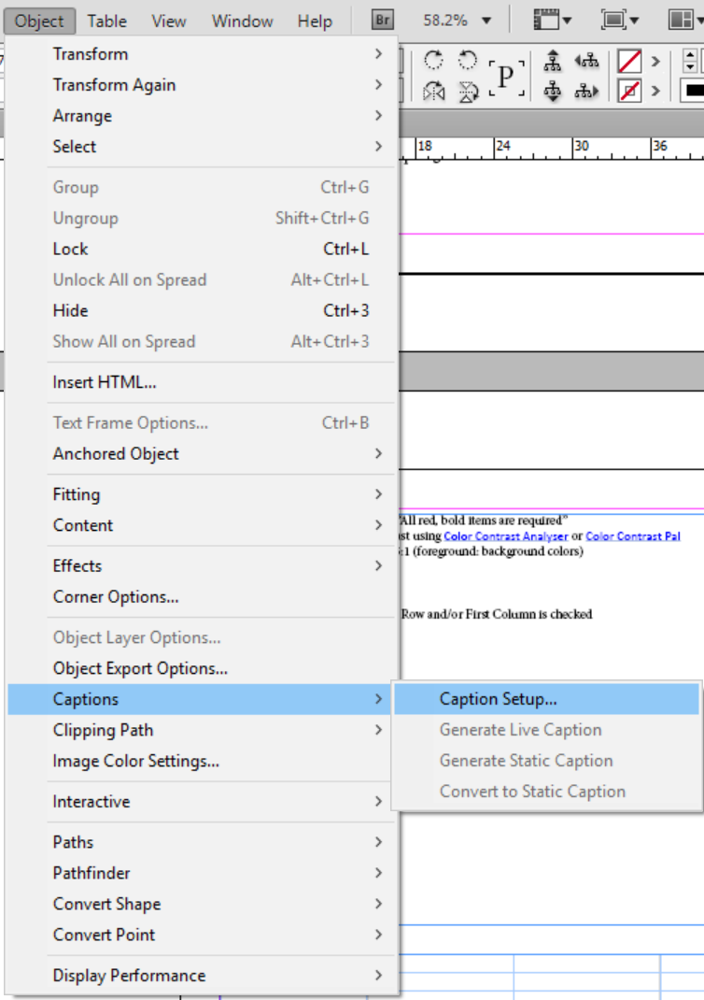 Object Table View Window Help Br 58.2%
Transform
Transform Again
Arrange
Select
P
18 24 30 36
Group Ctrl+G
Ungroup Shift+Ctrl+G
Lock Ctrl+L
Unlock All on Spread Alt+Ctrl+L
Hide Ctrl+3
Show All on Spread Alt+Ctrl+3
Insert HTML...
Text Frame Options... Ctrl+B
Anchored Object
Fitting
Content
Effects
Corner Options...
Object Layer Options...
Object Export Options...
Captions
Clipping Path
Image Color Settings...
Interactive
Paths
Pathfinder
Convert Shape
Convert Point
Display Performance
"All red, bold items are required"
using Color Contrast Analyser or Color Contrast Pal
:1 (foreground: background colors)
Row and/or First Column is checked
Caption Setup...
Generate Live Caption
Generate Static Caption
Convert to Static Caption